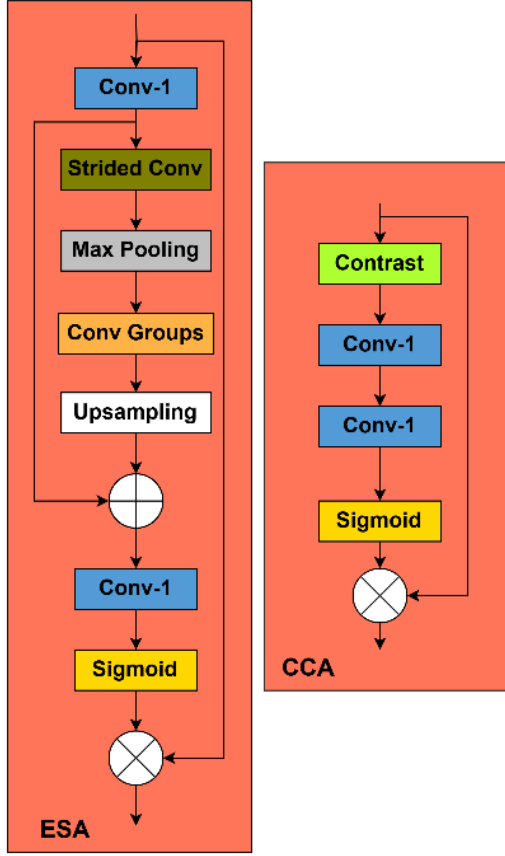 Conv-1
Strided Conv
Max Pooling
Conv Groups
Upsampling
Conv-1
Sigmoid
ESA
Contrast
Conv-1
Conv-1
Sigmoid
CCA